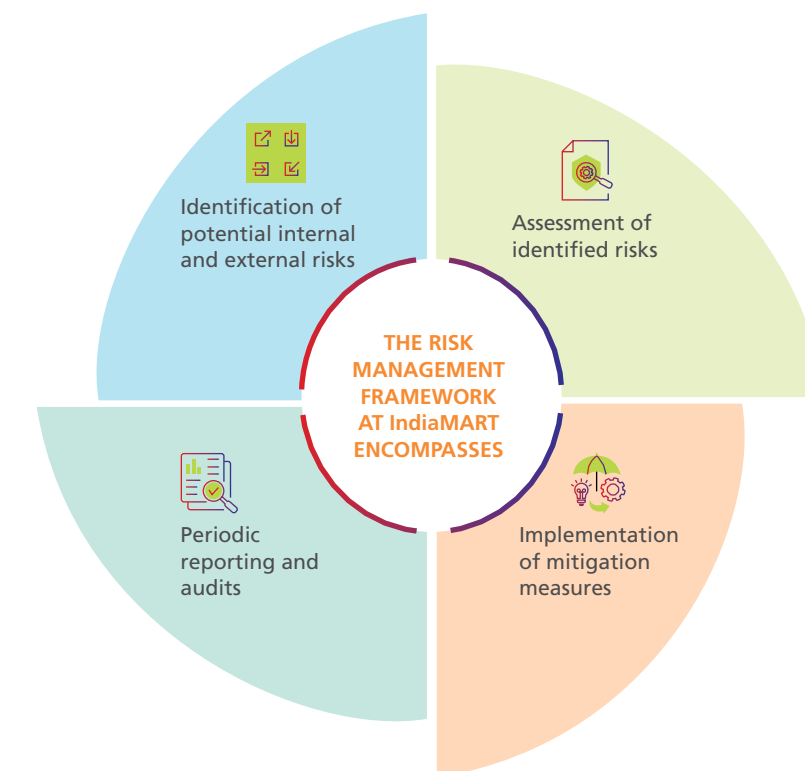 Identification of
potential internal
and external risks
Assessment of
identified risks
THE RISK
MANAGEMENT
FRAMEWORK
AT IndiaMART
ENCOMPASSES
Periodic
reporting and
audits
Implementation
of mitigation
measures